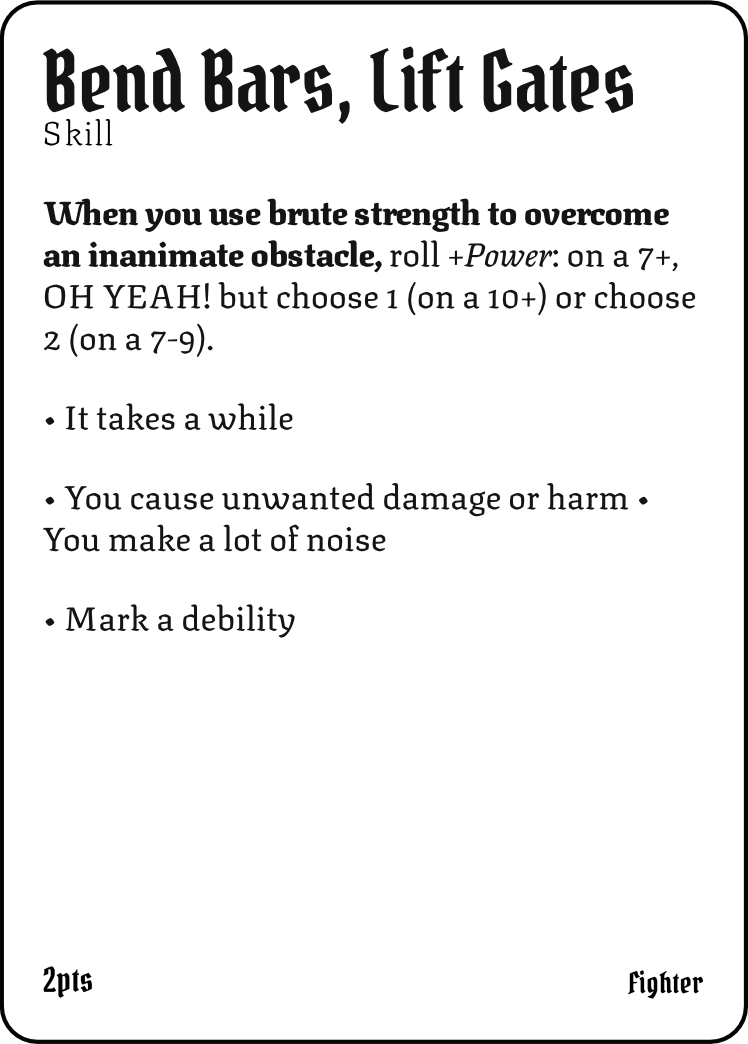 Bend Bars, Lift Gates
Skill
When you use brute strength to overcome
an inanimate obstacle, roll +Power: on a 7+,
OH YEAH! but choose 1 (on a 10+) or choose
2 (on a 7-9).
• It takes a while
• You cause unwanted damage or harm •
You make a lot of noise
• Mark a debility
2pts
Fighter